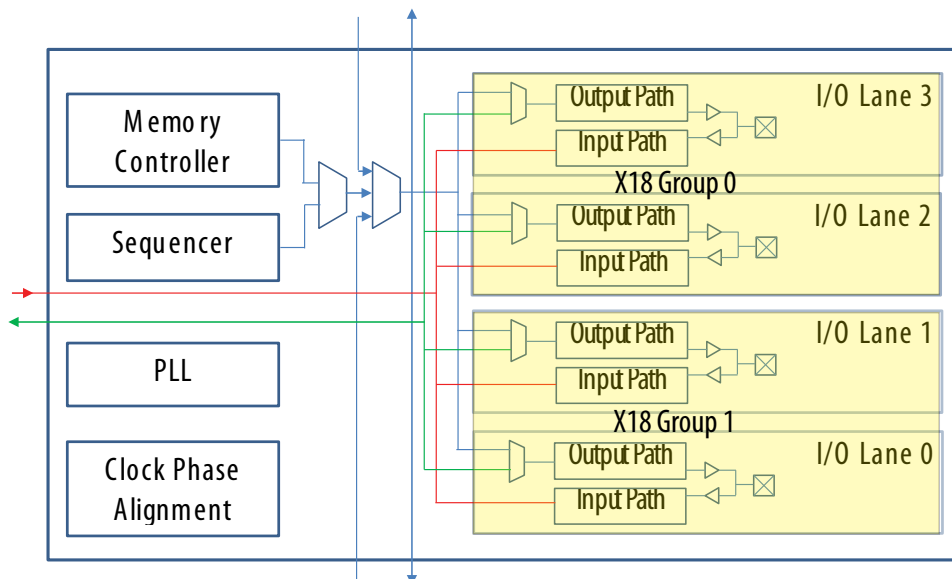 Memory
Controller
Sequencer
PLL
Clock Phase
Alignment
Output Path
I/O Lane 3
Input Path
X18 Group 0
Output Path
I/O Lane 2
Input Path
Output Path
I/O Lane 1
Input Path
X18 Group 1
Output Path
I/O Lane 0
Input Path